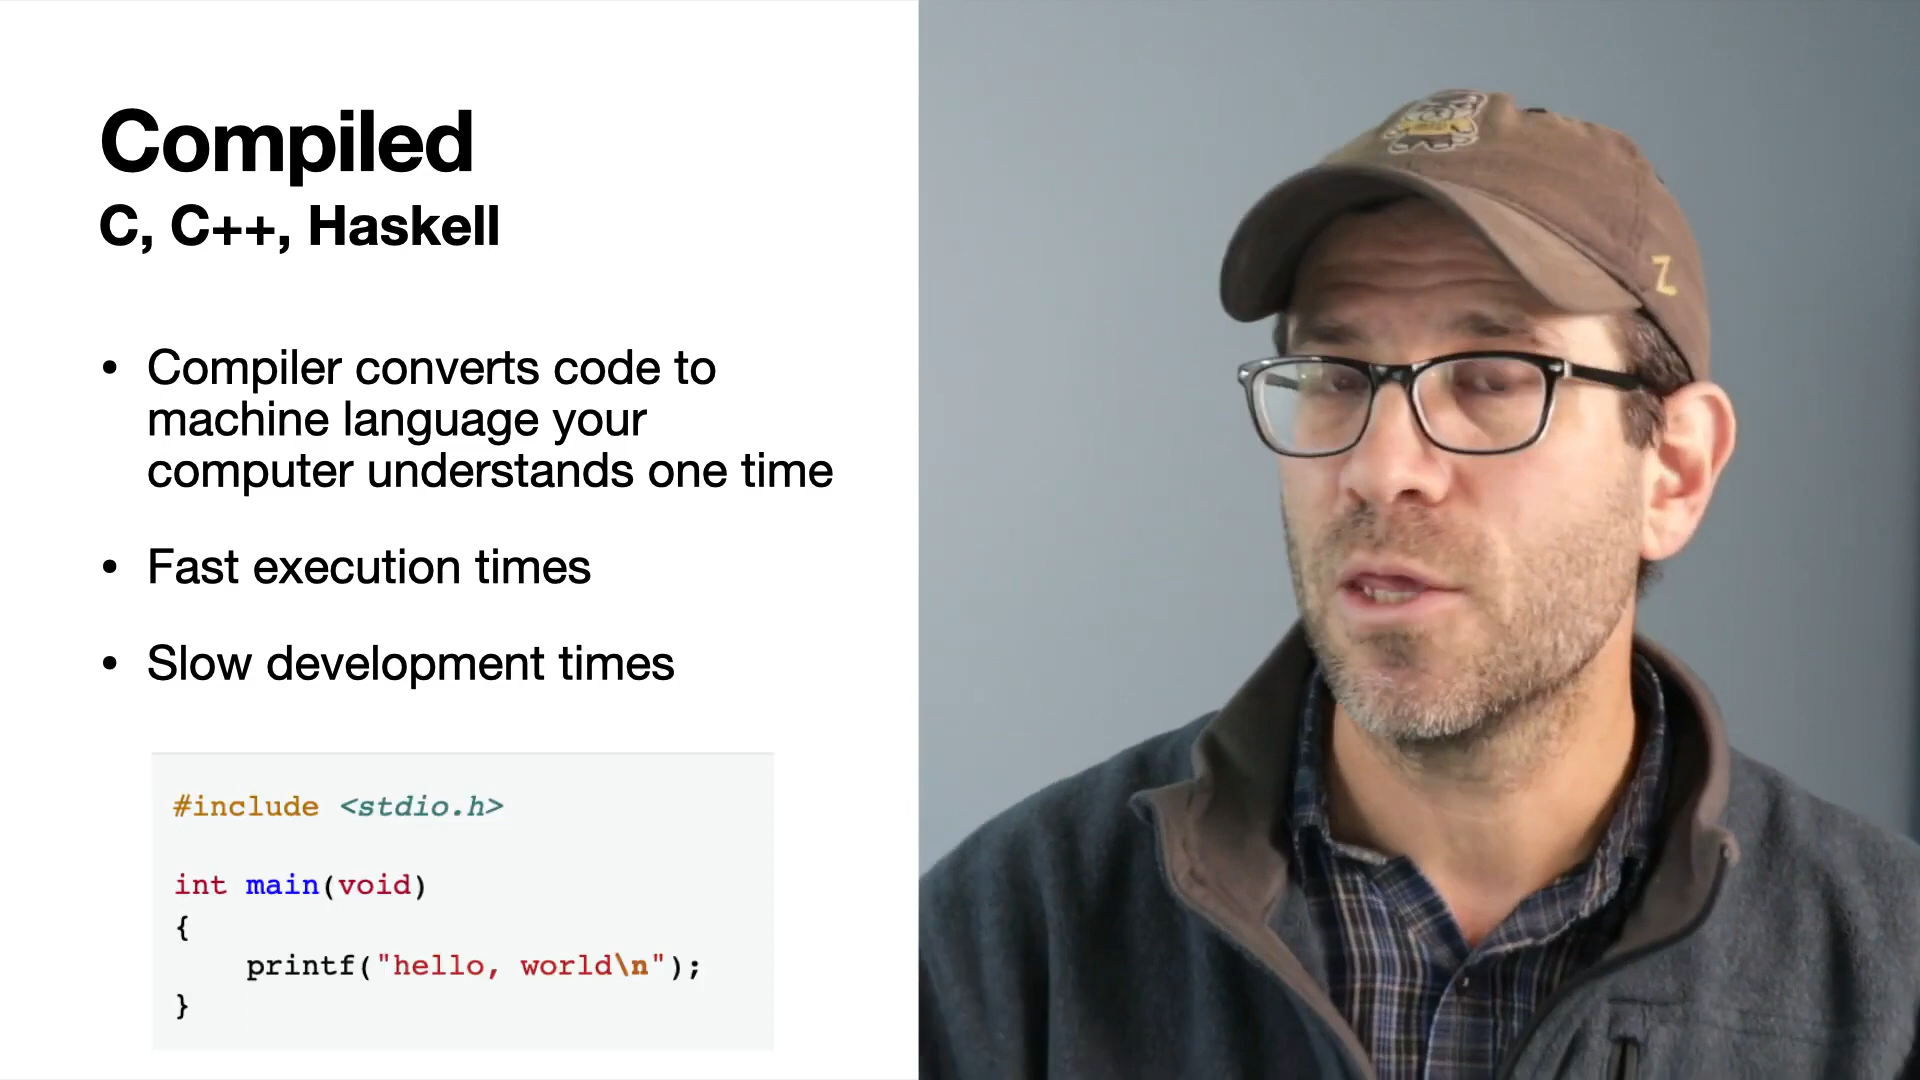 Compiled
C, C++, Haskell
• Compiler converts code to
machine language your
computer understands one time
• Fast execution times
• Slow development times
#include <stdio.h>
int main(void)
{
    printf("hello, world\n");
}
Z